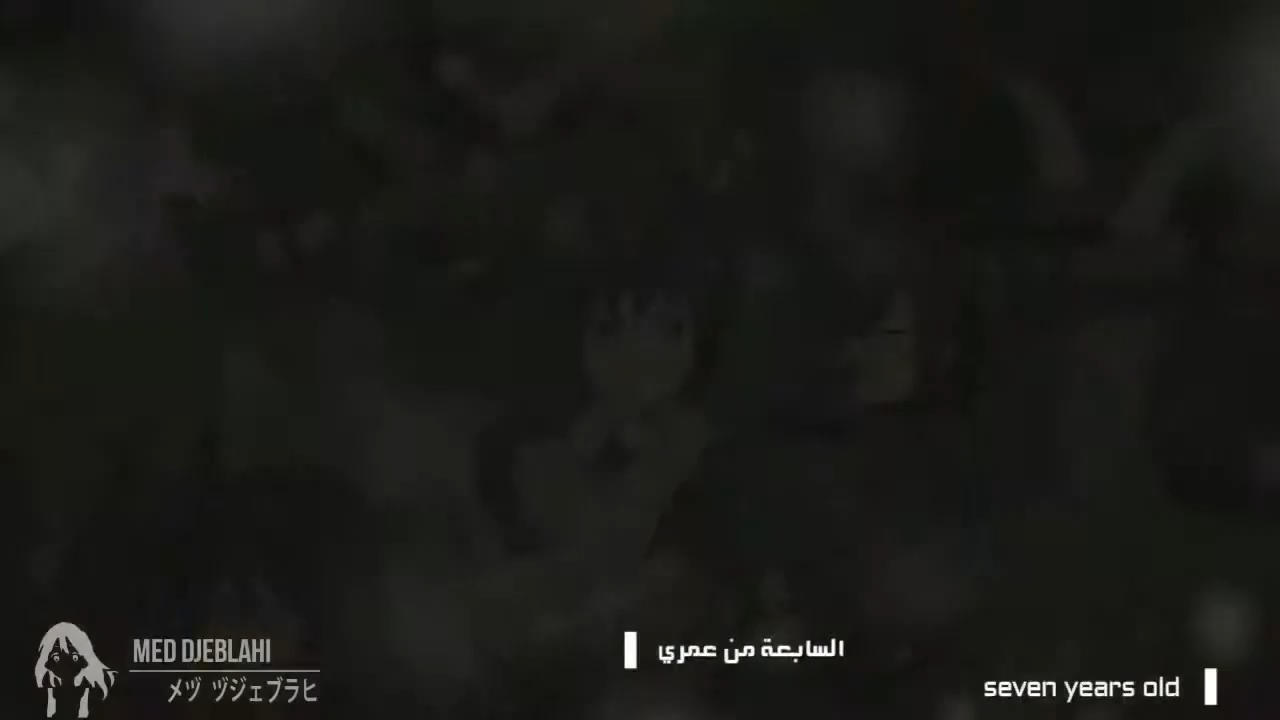 MED DJEBLAHI
メヅ ヅジェブラヒ
السابعة من عمري
seven years old